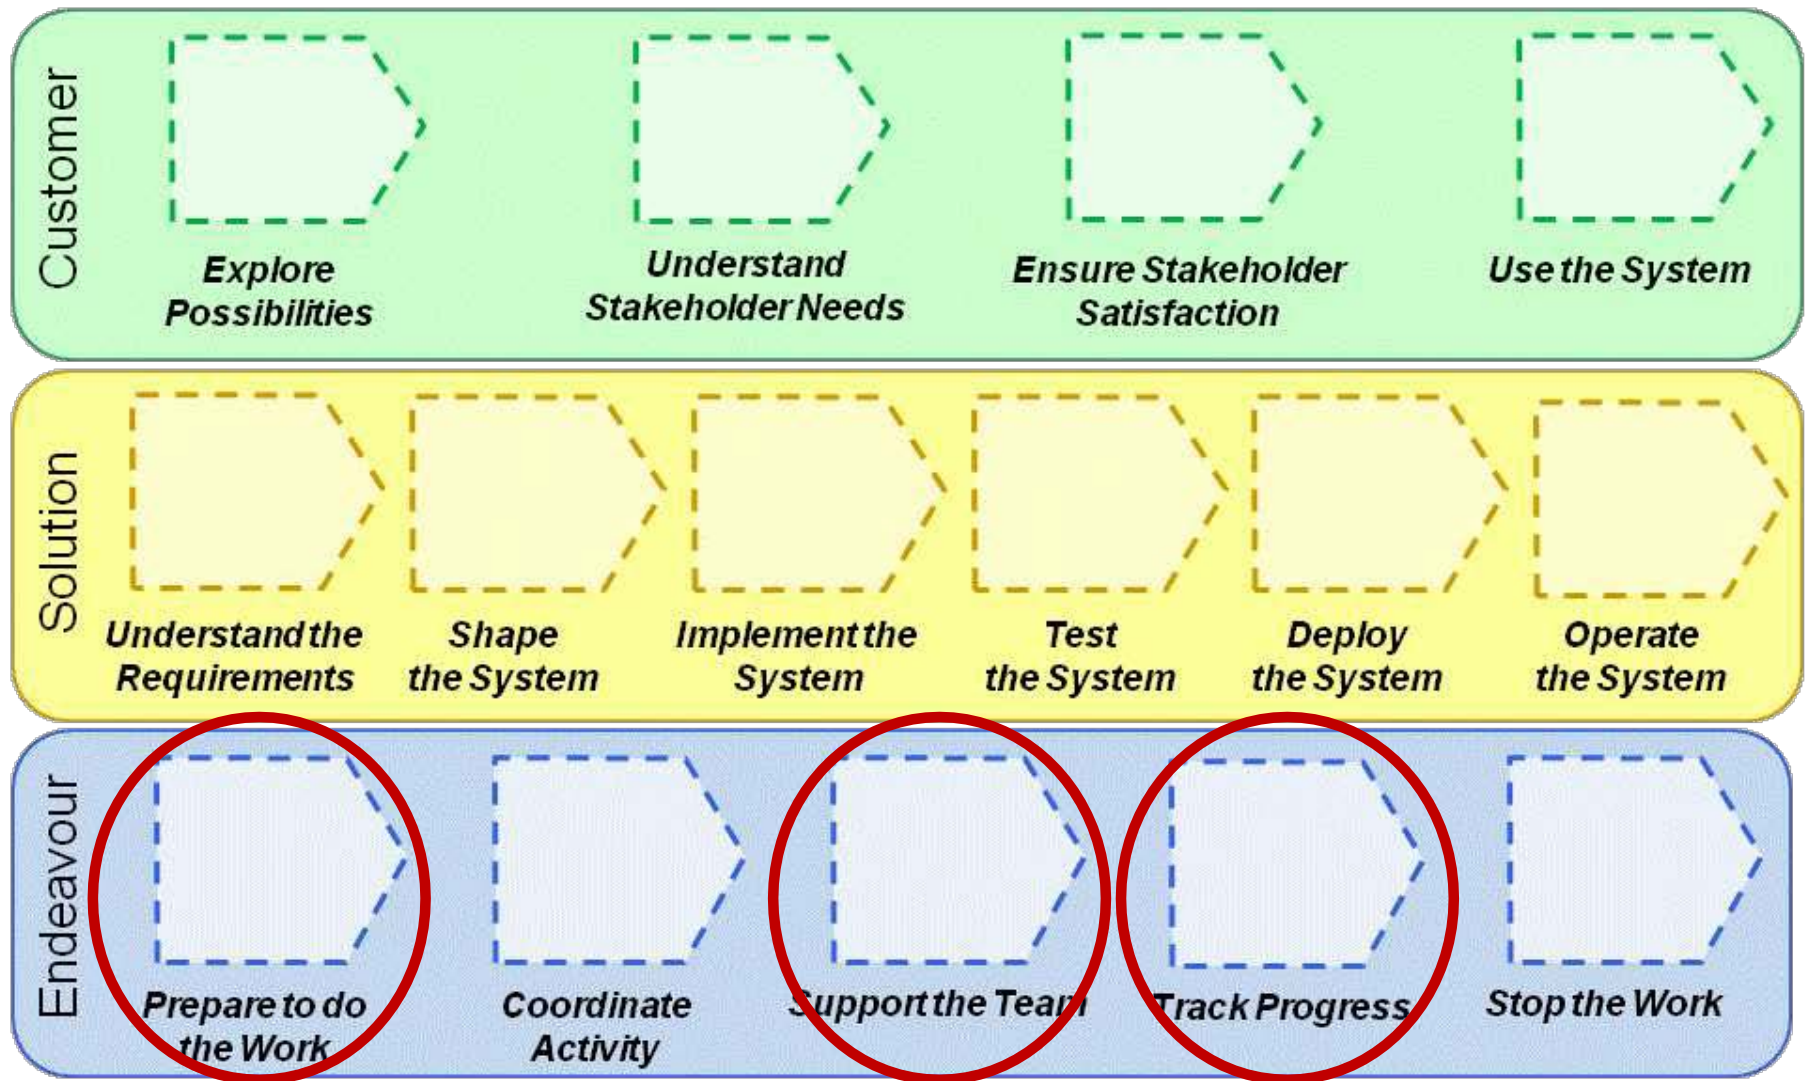 Customer
Explore
Possibilities
Understand
Stakeholder Needs
Ensure Stakeholder
Satisfaction
Use the System
Solution
Understand the
Requirements
Shape
the System
Implement the
System
Test
the System
Deploy
the System
Operate
the System
Endeavour
Prepare to do
the Work
Coordinate
Activity
Support the Team
Track Progress
Stop the Work